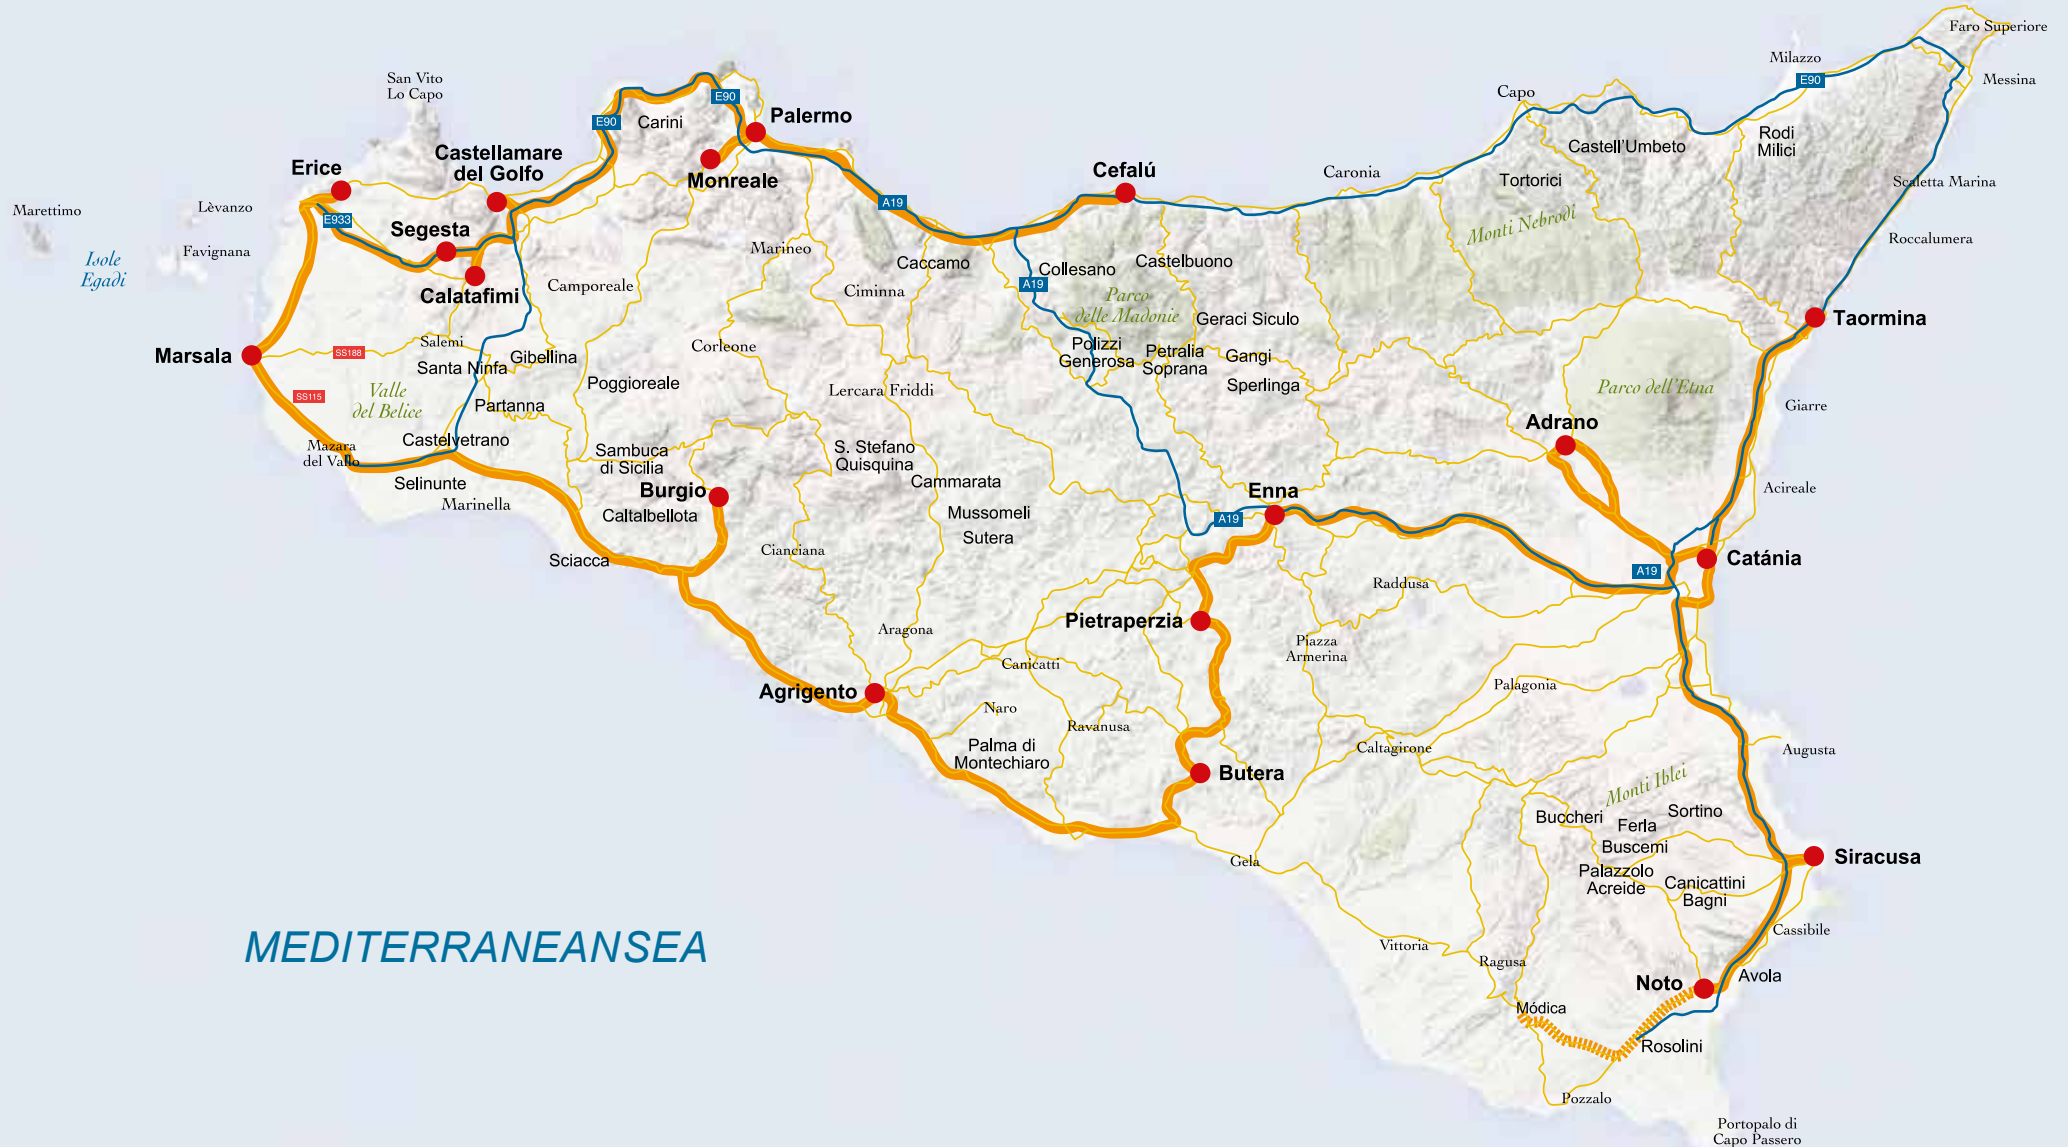 Faro Superiore
Milazzo
Messina
E90
San Vito
Lo Capo
Capo
E90
E90
Carini
Palermo
Castell'Umbeto
Rodi
Milici
Castellamare
del Golfo
Erice
Monreale
Cefalú
Caronia
Tortorici
Scaletta Marina
Marettimo
Lèvanzo
E933
A19
Segesta
Monti Nebrodi
Roccalumera
Favignana
Marineo
Isole
Egadi
Caccamo
Collesano
Castelbuono
Calatafimi
Camporeale
Ciminna
A19
Parco
delle Madonie
Geraci Siculo
Taormina
Salemi
Marsala
SS188
Gibellina
Corleone
Polizzi
Generosa
Petralia
Soprana
Gangi
Santa Ninfa
Poggioreale
Lercara Friddi
Sperlinga
Parco dell'Etna
SS115
Valle
del Belice
Partanna
Giarre
Adrano
Castelvetrano
Mazara
del Vallo
Sambuca
di Sicilia
S. Stefano
Quisquina
Selinunte
Marinella
Burgio
Cammarata
Enna
Acireale
Caltalbellota
Mussomeli
A19
Sutera
Sciacca
Cianciana
Catánia
A19
Raddusa
Aragona
Pietraperzia
Piazza
Armerina
Canicatti
Agrigento
Palagonia
Naro
Ravanusa
Palma di
Montechiaro
Caltagirone
Augusta
Butera
Monti Iblei
Buccheri
Sortino
Ferla
Buscemi
Gela
Siracusa
Palazzolo
Acreide
Canicattini
Bagni
MEDITERRANEANSEA
Vittoria
Cassibile
Ragusa
Noto
Avola
Módica
Rosolini
Pozzalo
Portopalo di
Capo Passero